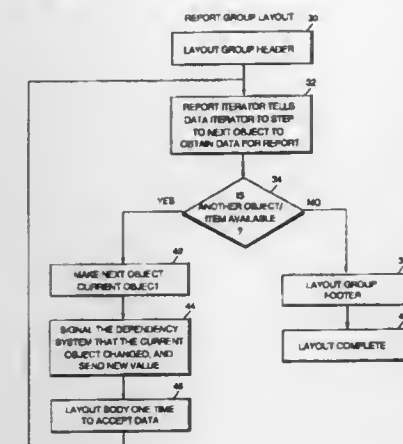 REPORT GROUP LAYOUT 30
LAYOUT GROUP HEADER
32
REPORT ITERATOR TELLS
DATA ITERATOR TO STEP
TO NEXT OBJECT TO
OBTAIN DATA FOR REPORT
34
YES
IS
ANOTHER OBJECT/
ITEM AVAILABLE
?
NO
MAKE NEXT OBJECT
CURRENT OBJECT
LAYOUT GROUP
FOOTER
44
SIGNAL THE DEPENDENCY
SYSTEM THAT THE CURRENT
OBJECT CHANGED, AND
SEND NEW VALUE
LAYOUT COMPLETE
46
LAYOUT BODY ONE TIME
TO ACCEPT DATA